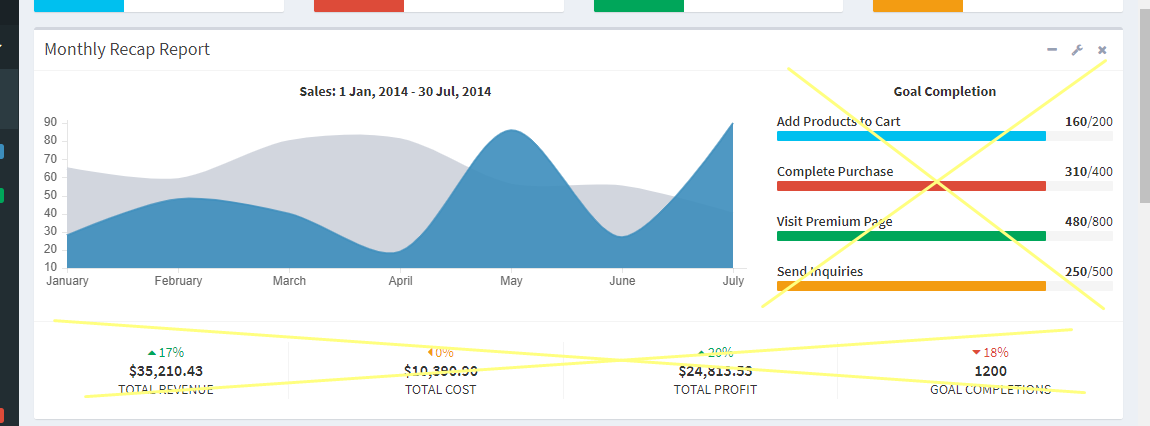 Monthly Recap Report
Sales: 1 Jan, 2014 - 30 Jul, 2014
90
80
70
60
50
40
30
20
10
January February March April May June July
Goal Completion
Add Products to Cart 160/200
Complete Purchase 310/400
Visit Premium Page 480/800
Send Inquiries 250/500
17% 0% 20% 18%
$35,210.43 $10,390.90 $24,813.53 1200
TOTAL REVENUE TOTAL COST TOTAL PROFIT GOAL COMPLETIONS